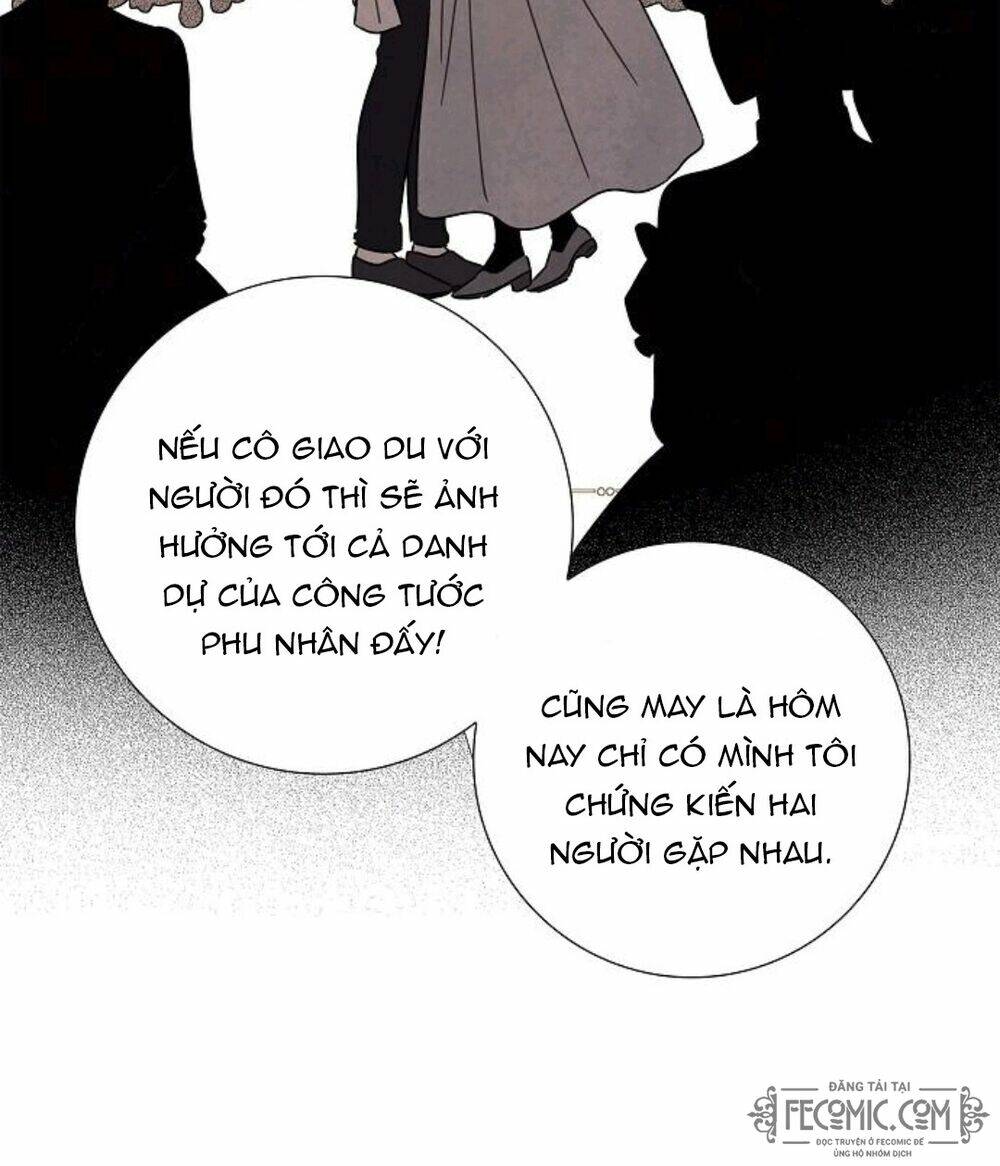 NẾU CÔ GIAO DU VỚI
NGƯỜI ĐÓ THÌ SẼ ẢNH
HƯỞNG TỚI CẢ DANH
DỰ CỦA CÔNG TƯỚC
PHU NHÂN ĐẤY!
CŨNG MAY LÀ HÔM
NAY CHỈ CÓ MÌNH TÔI
CHỨNG KIẾN HAI
NGƯỜI GẶP NHAU.
ĐĂNG TẢI TẠI
FECOMIC.COM
ĐỌC TRUYỆN Ở FECOMIC ĐỂ
ỦNG HỘ NHÓM DỊCH